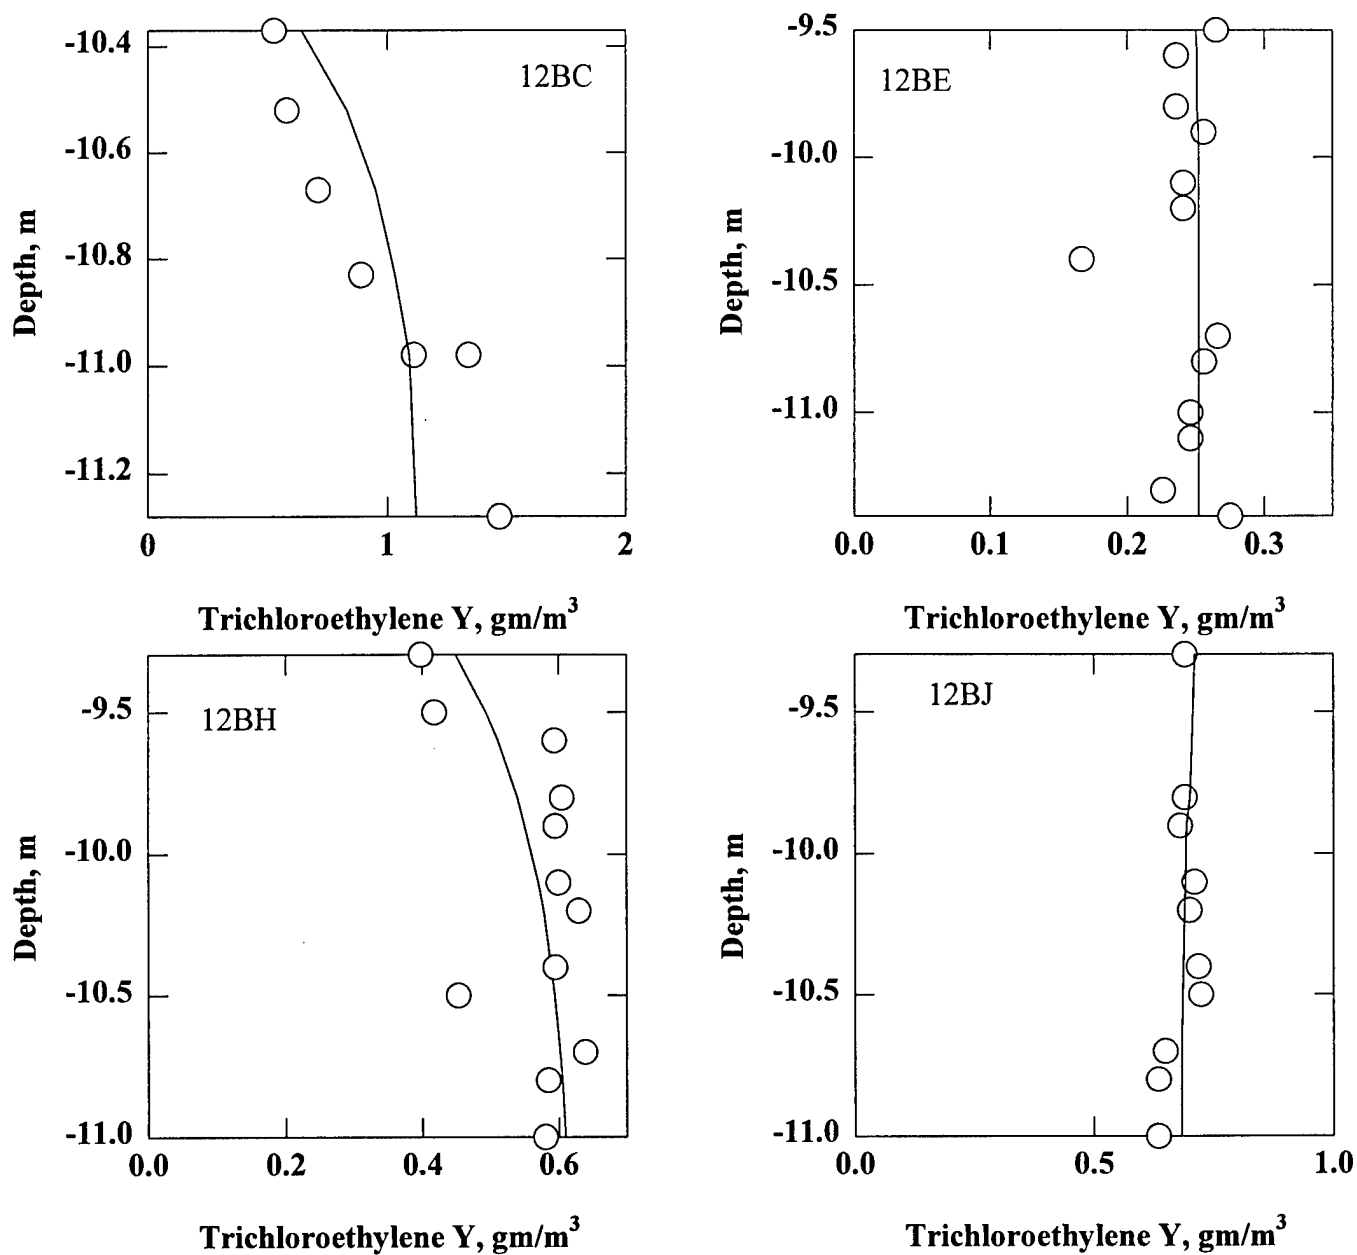 12BC
-10.4
-10.6
-10.8
-11.0
-11.2
Depth, m
0 1 2
Trichloroethylene Y, gm/m³
12BE
-9.5
-10.0
-10.5
-11.0
Depth, m
0.0 0.1 0.2 0.3
Trichloroethylene Y, gm/m³
12BH
-9.5
-10.0
-10.5
-11.0
Depth, m
0.0 0.2 0.4 0.6
Trichloroethylene Y, gm/m³
12BJ
-9.5
-10.0
-10.5
-11.0
Depth, m
0.0 0.5 1.0
Trichloroethylene Y, gm/m³